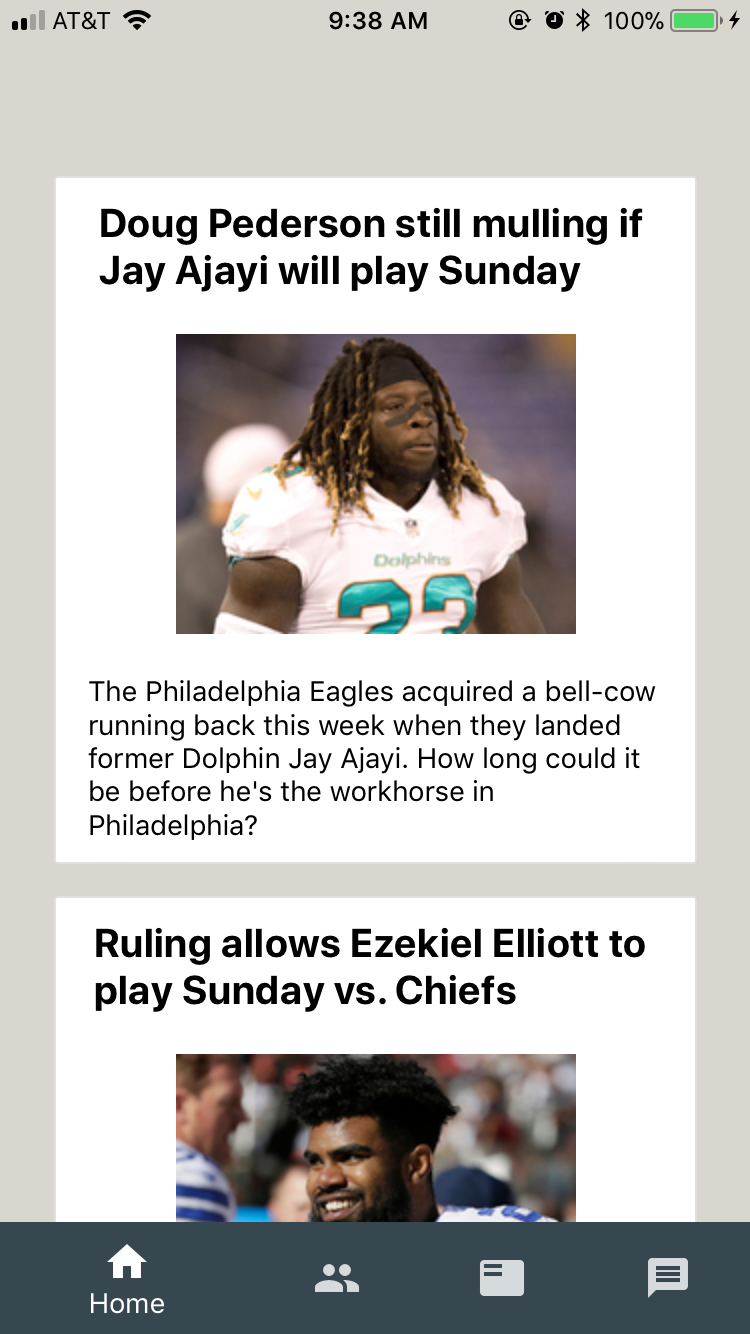 AT&T 9:38 AM 100%
Doug Pederson still mulling if
Jay Ajayi will play Sunday
Dolphins
23
The Philadelphia Eagles acquired a bell-cow
running back this week when they landed
former Dolphin Jay Ajayi. How long could it
be before he's the workhorse in
Philadelphia?
Ruling allows Ezekiel Elliott to
play Sunday vs. Chiefs
Home